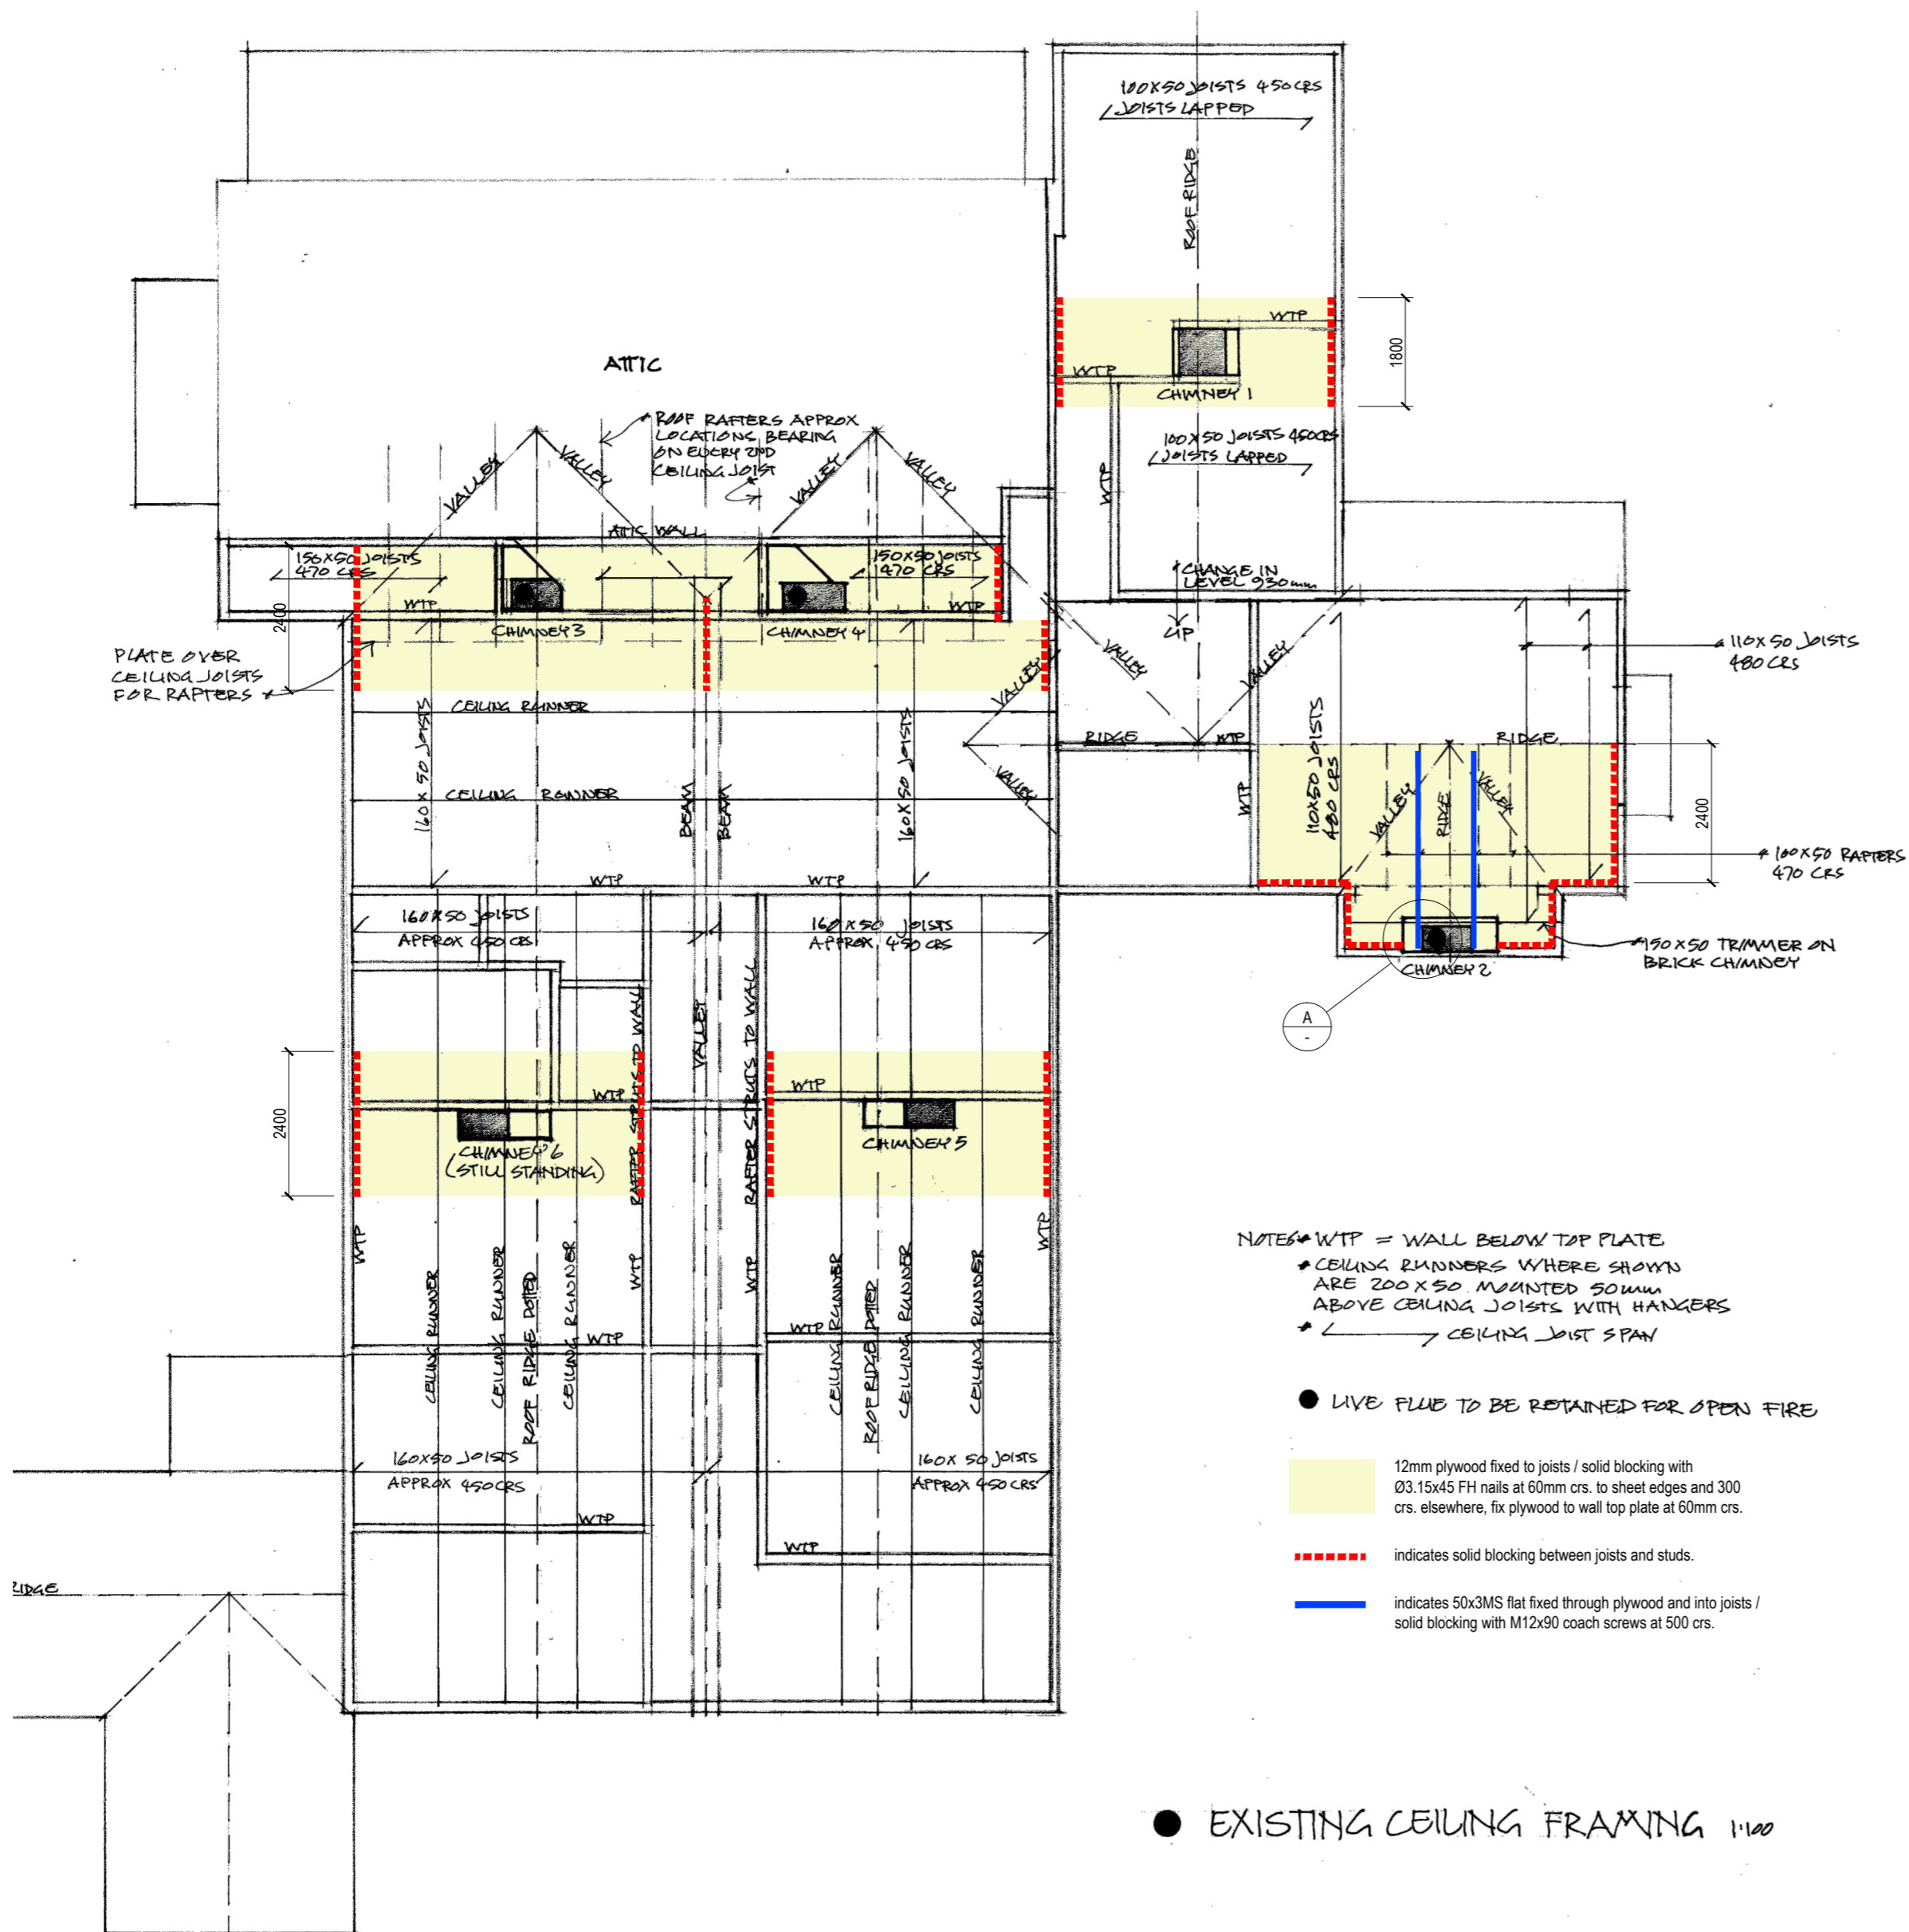 100X50 JOISTS 450 CRS
JOISTS LAPPED
ROOF RIDGE
WTP
1800
WTP
CHIMNEY 1
ATTIC
ROOF RAFTERS APPROX
LOCATIONS, BEARING
ON EVERY 2ND
CEILING JOIST
100X50 JOISTS 450CRS
JOISTS LAPPED
WTP
VALLEY
VALLEY
VALLEY
VALLEY
ATTIC WALL
150X50 JOISTS
470 CRS
150X50 JOISTS
470 CRS
CHANGE IN
LEVEL 930mm
UP
2400
WTP
WTP
CHIMNEY 3
CHIMNEY 4
PLATE OVER
CEILING JOISTS
FOR RAFTERS
VALLEY
VALLEY
VALLEY
110X50 JOISTS
480 CRS
CEILING RUNNER
160X50 JOISTS
160X50 JOISTS
RIDGE
WTP
RIDGE
110X50 JOISTS
480 CRS
CEILING RUNNER
BEAM
BEAM
VALLEY
WTP
VALLEY
RIDGE
VALLEY
2400
100X50 RAFTERS
470 CRS
WTP
WTP
160X50 JOISTS
APPROX 450 CRS
160X50 JOISTS
APPROX 450 CRS
150X50 TRIMMER ON
BRICK CHIMNEY
CHIMNEY 2
A
-
RAFTER STRUTS TO WALL
VALLEY
RAFTER STRUTS TO WALL
2400
WTP
WTP
CHIMNEY 6
(STILL STANDING)
CHIMNEY 5
WTP
WTP
WTP
WTP
CEILING RUNNER
CEILING RUNNER
ROOF RIDGE DOTTED
CEILING RUNNER
CEILING RUNNER
ROOF RIDGE DOTTED
CEILING RUNNER
CEILING RUNNER
WTP
WTP
NOTES * WTP = WALL BELOW TOP PLATE
* CEILING RUNNERS WHERE SHOWN
ARE 200X50 MOUNTED 50mm
ABOVE CEILING JOISTS WITH HANGERS
* CEILING JOIST SPAN
LIVE FLUE TO BE RETAINED FOR OPEN FIRE
160X50 JOISTS
APPROX 450 CRS
160X50 JOISTS
APPROX 450 CRS
12mm plywood fixed to joists / solid blocking with
Ø3.15x45 FH nails at 60mm crs. to sheet edges and 300
crs. elsewhere, fix plywood to wall top plate at 60mm crs.
WTP
WTP
indicates solid blocking between joists and studs.
RIDGE
indicates 50x3MS flat fixed through plywood and into joists /
solid blocking with M12x90 coach screws at 500 crs.
EXISTING CEILING FRAMING 1:100